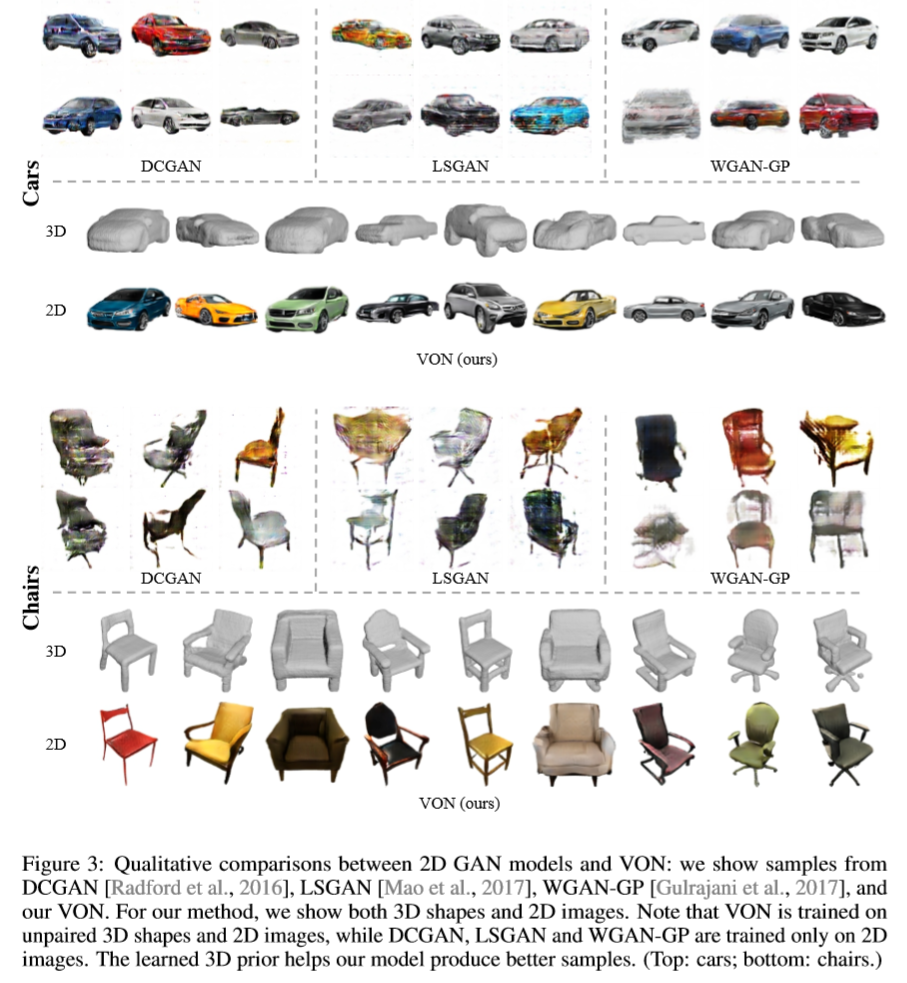 DCGAN
LSGAN
WGAN-GP
Cars
3D
2D
VON (ours)
DCGAN
LSGAN
WGAN-GP
Chairs
3D
2D
VON (ours)
Figure 3: Qualitative comparisons between 2D GAN models and VON: we show samples from
DCGAN [Radford et al., 2016], LSGAN [Mao et al., 2017], WGAN-GP [Gulrajani et al., 2017], and
our VON. For our method, we show both 3D shapes and 2D images. Note that VON is trained on
unpaired 3D shapes and 2D images, while DCGAN, LSGAN and WGAN-GP are trained only on 2D
images. The learned 3D prior helps our model produce better samples. (Top: cars; bottom: chairs.)